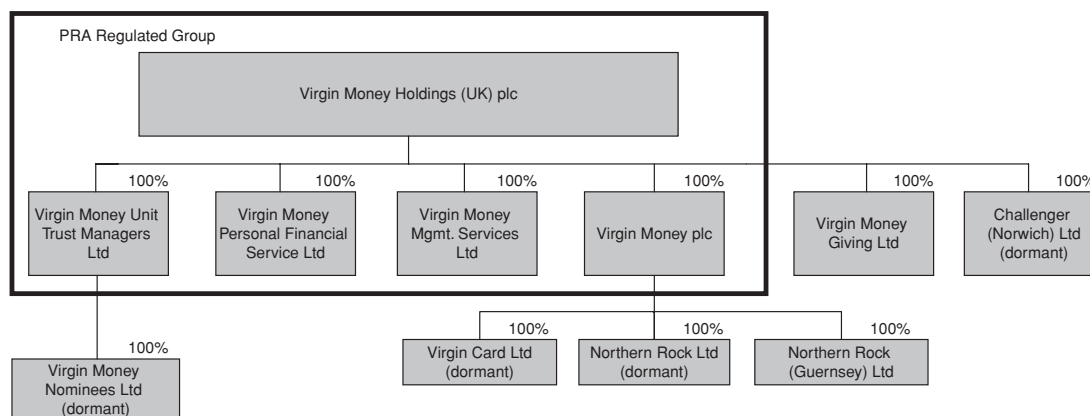 PRA Regulated Group
Virgin Money Holdings (UK) plc
100%
100%
100%
100%
100%
100%
Virgin Money Unit
Trust Managers
Ltd
Virgin Money
Personal Financial
Service Ltd
Virgin Money
Mgmt. Services
Ltd
Virgin Money plc
Virgin Money
Giving Ltd
Challenger
(Norwich) Ltd
(dormant)
100%
100%
100%
100%
Virgin Money
Nominees Ltd
(dormant)
Virgin Card Ltd
(dormant)
Northern Rock Ltd
(dormant)
Northern Rock
(Guernsey) Ltd